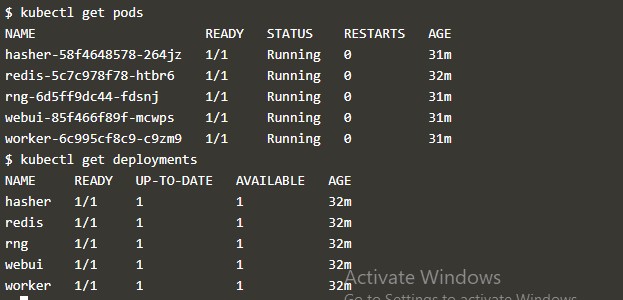 $ kubectl get pods
NAME READY STATUS RESTARTS AGE
hasher-58f4648578-264jz 1/1 Running 0 31m
redis-5c7c978f78-htbr6 1/1 Running 0 32m
rng-6d5ff9dc44-fdsnj 1/1 Running 0 31m
webui-85f466f89f-mcwps 1/1 Running 0 31m
worker-6c995cf8c9-c9zm9 1/1 Running 0 31m
$ kubectl get deployments
NAME READY UP-TO-DATE AVAILABLE AGE
hasher 1/1 1 1 32m
redis 1/1 1 1 32m
rng 1/1 1 1 32m
webui 1/1 1 1 32m
worker 1/1 1 1 32m
Activate Windows
Go to Settings to activate Windows